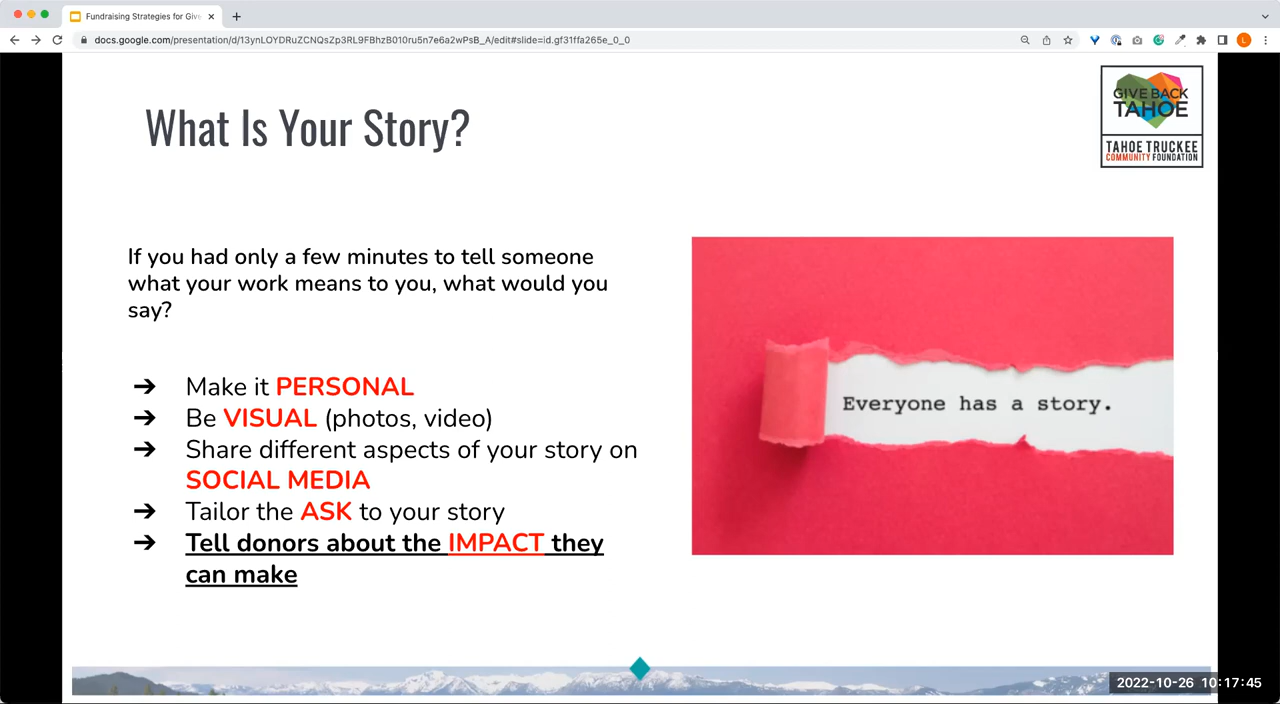 Fundraising Strategies for Give
docs.google.com/presentation/d/13ynLOYDRuZCNQsZp3RL9FBhzB010ru5n7e6a2wPsB_A/edit#slide=id.gf31ffa265e_0_0
L
What Is Your Story?
GIVE BACK
TAHOE
TAHOE TRUCKEE
COMMUNITY FOUNDATION
If you had only a few minutes to tell someone
what your work means to you, what would you
say?
➔ Make it PERSONAL
➔ Be VISUAL (photos, video)
➔ Share different aspects of your story on
SOCIAL MEDIA
➔ Tailor the ASK to your story
➔ Tell donors about the IMPACT they
can make
Everyone has a story.
2022-10-26 10:17:45